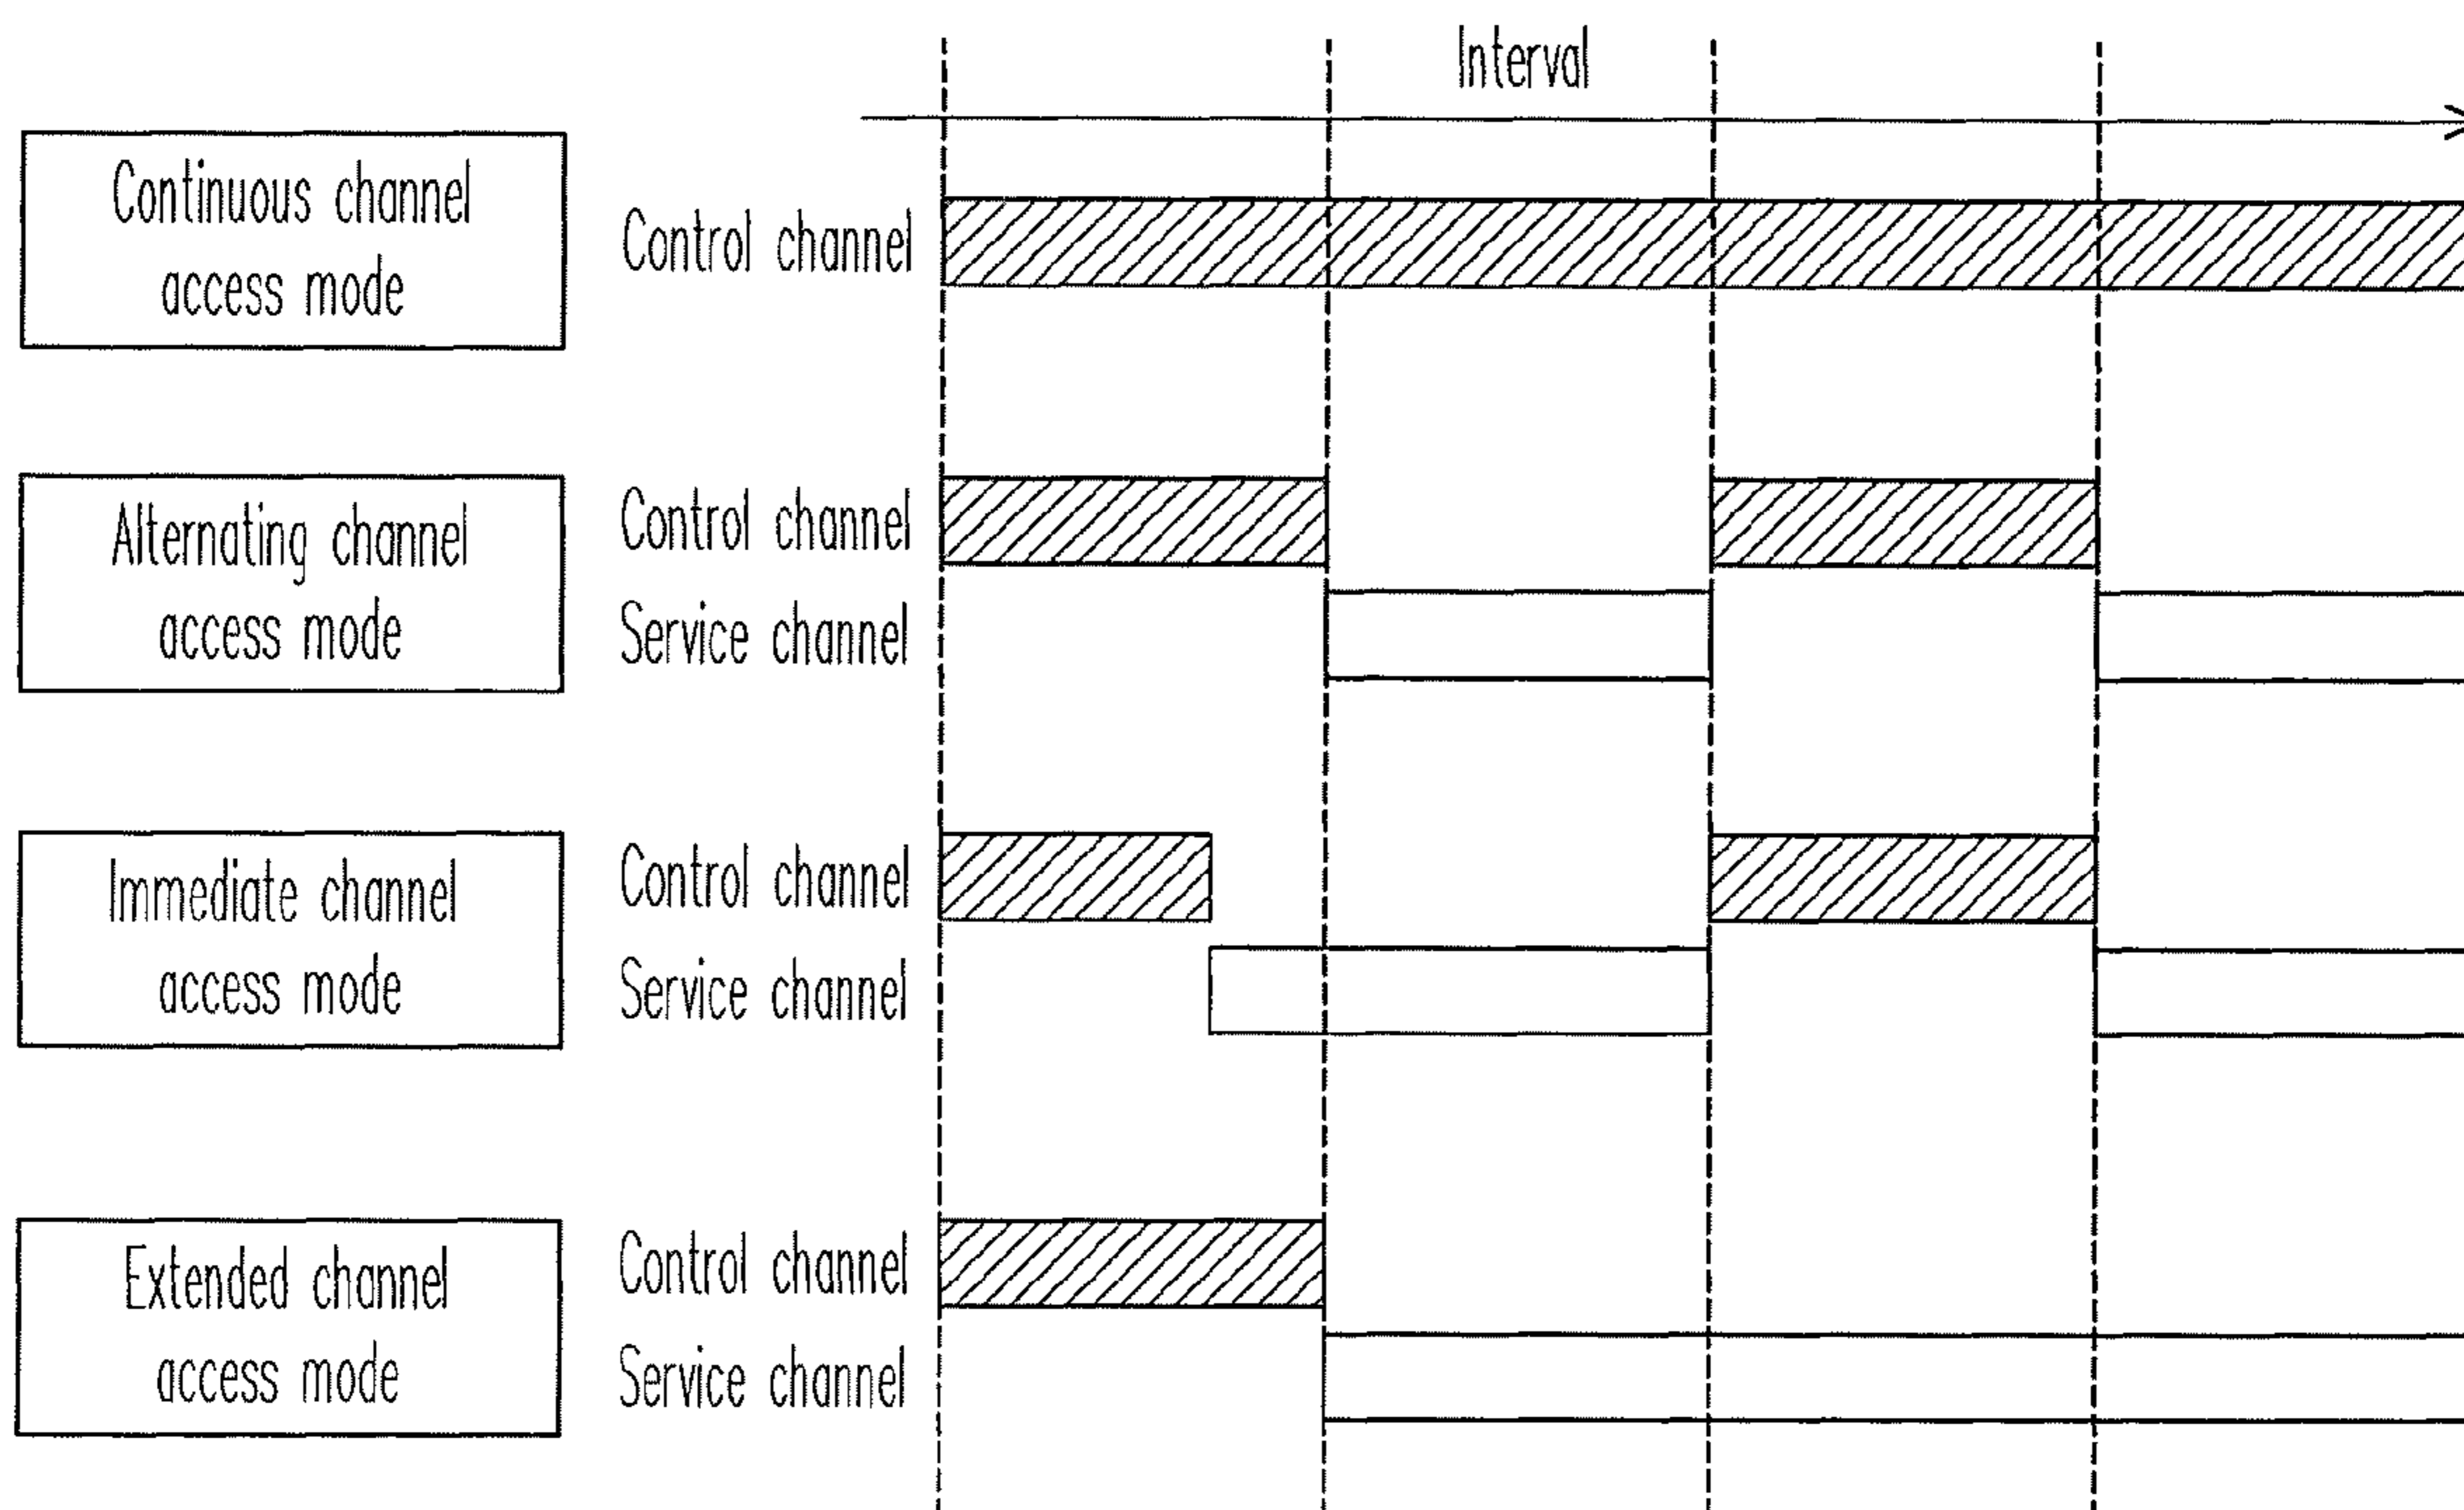 Interval
Continuous channel
access mode
Control channel
Alternating channel
access mode
Control channel
Service channel
Immediate channel
access mode
Control channel
Service channel
Extended channel
access mode
Control channel
Service channel